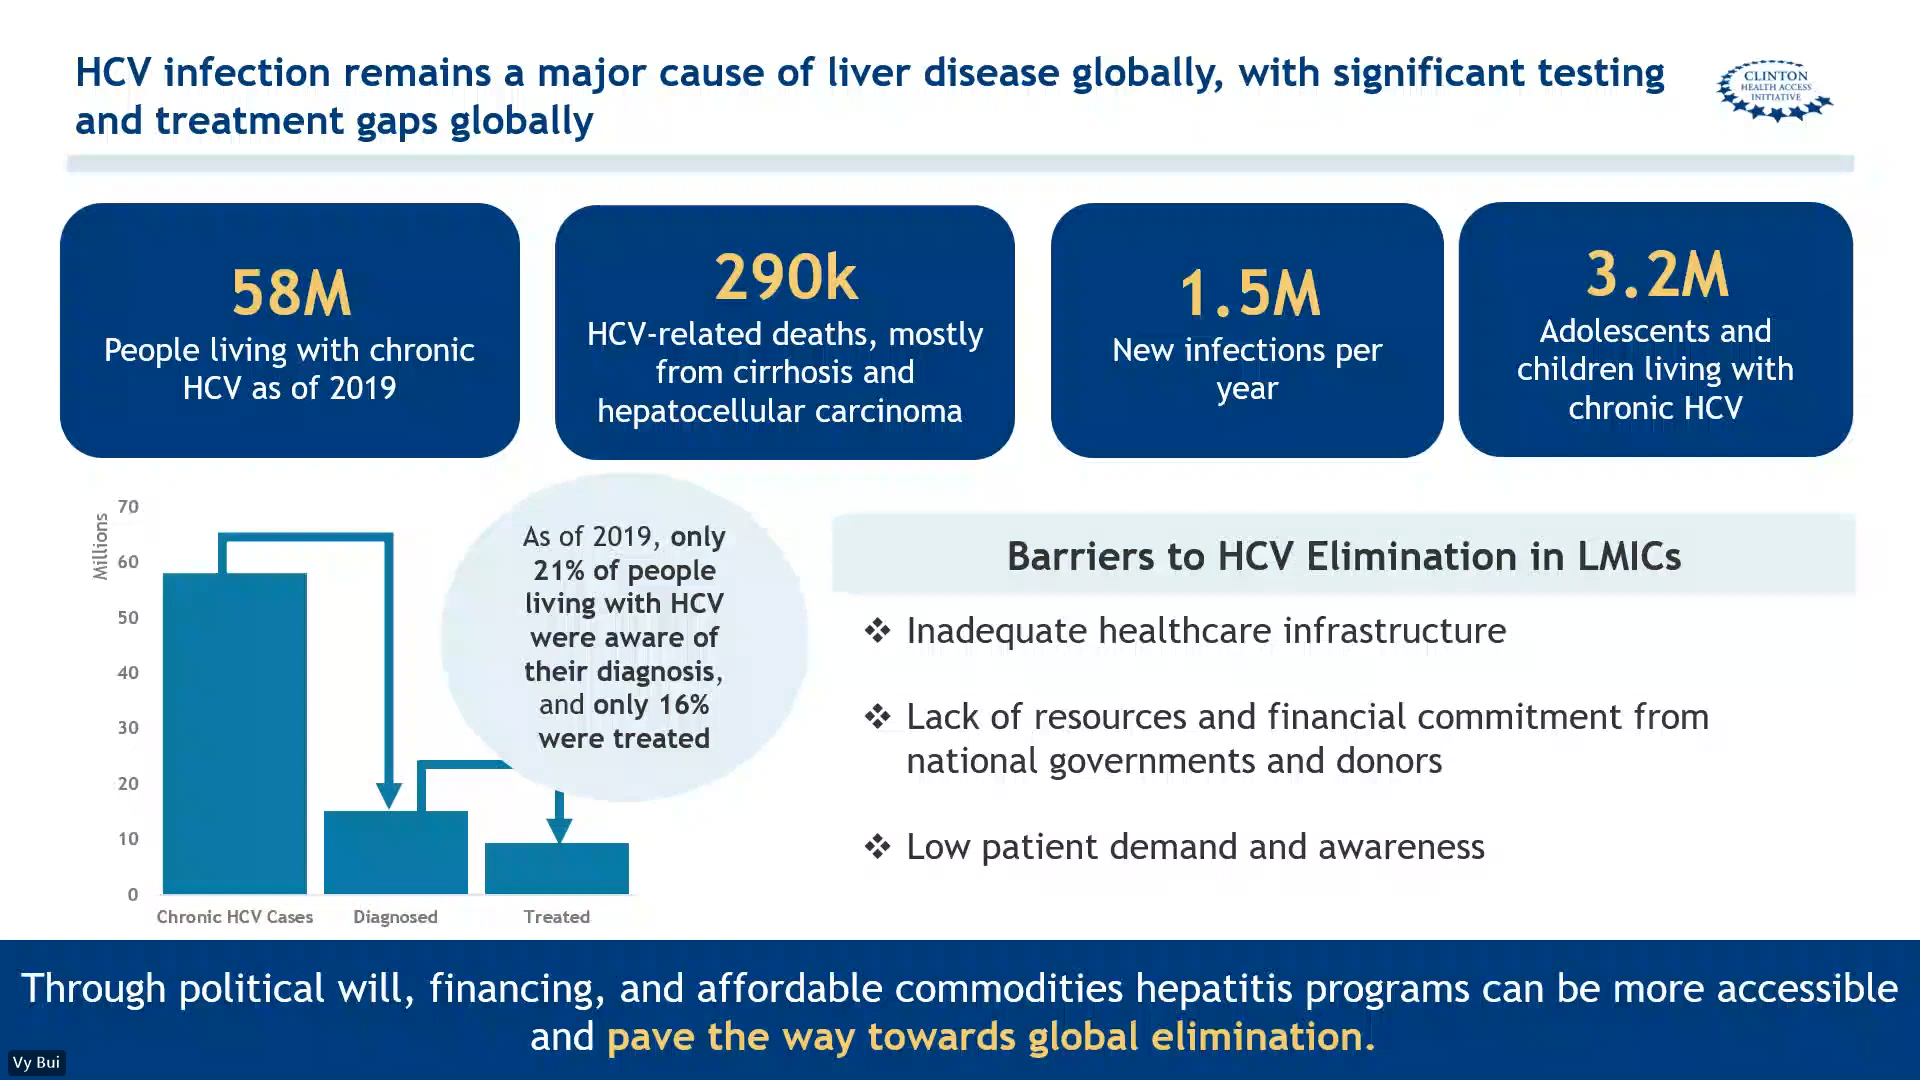 HCV infection remains a major cause of liver disease globally, with significant testing
and treatment gaps globally
CLINTON
HEALTH ACCESS
INITIATIVE
58M
People living with chronic
HCV as of 2019
290k
HCV-related deaths, mostly
from cirrhosis and
hepatocellular carcinoma
1.5M
New infections per
year
3.2M
Adolescents and
children living with
chronic HCV
Millions
70
60
50
40
30
20
10
0
Chronic HCV Cases
Diagnosed
Treated
As of 2019, only
21% of people
living with HCV
were aware of
their diagnosis,
and only 16%
were treated
Barriers to HCV Elimination in LMICs
❖ Inadequate healthcare infrastructure
❖ Lack of resources and financial commitment from
national governments and donors
❖ Low patient demand and awareness
Through political will, financing, and affordable commodities hepatitis programs can be more accessible
and pave the way towards global elimination.
Vy Bui